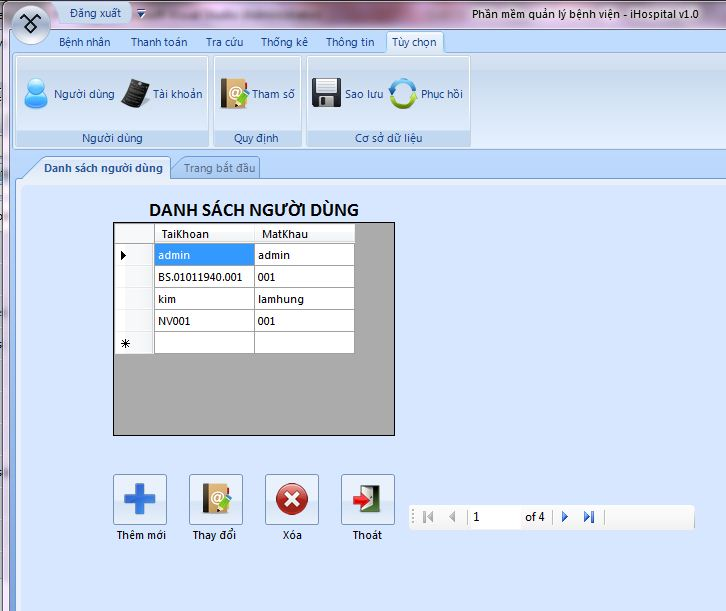 Đăng xuất
Phần mềm quản lý bệnh viện - iHospital v1.0
Bệnh nhân Thanh toán Tra cứu Thống kê Thông tin Tùy chọn
Người dùng Tài khoản Tham số Sao lưu Phục hồi
Người dùng Quy định Cơ sở dữ liệu
Danh sách người dùng Trang bắt đầu
DANH SÁCH NGƯỜI DÙNG
TaiKhoan MatKhau
admin admin
BS.01011940.001 001
kim lamhung
NV001 001
1 of 4
Thêm mới Thay đổi Xóa Thoát